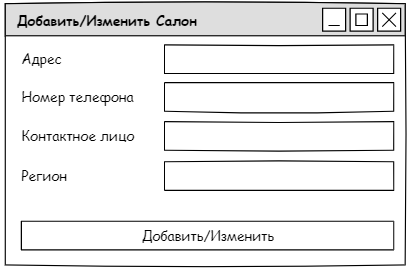 Добавить/Изменить Салон
Адрес
Номер телефона
Контактное лицо
Регион
Добавить/Изменить